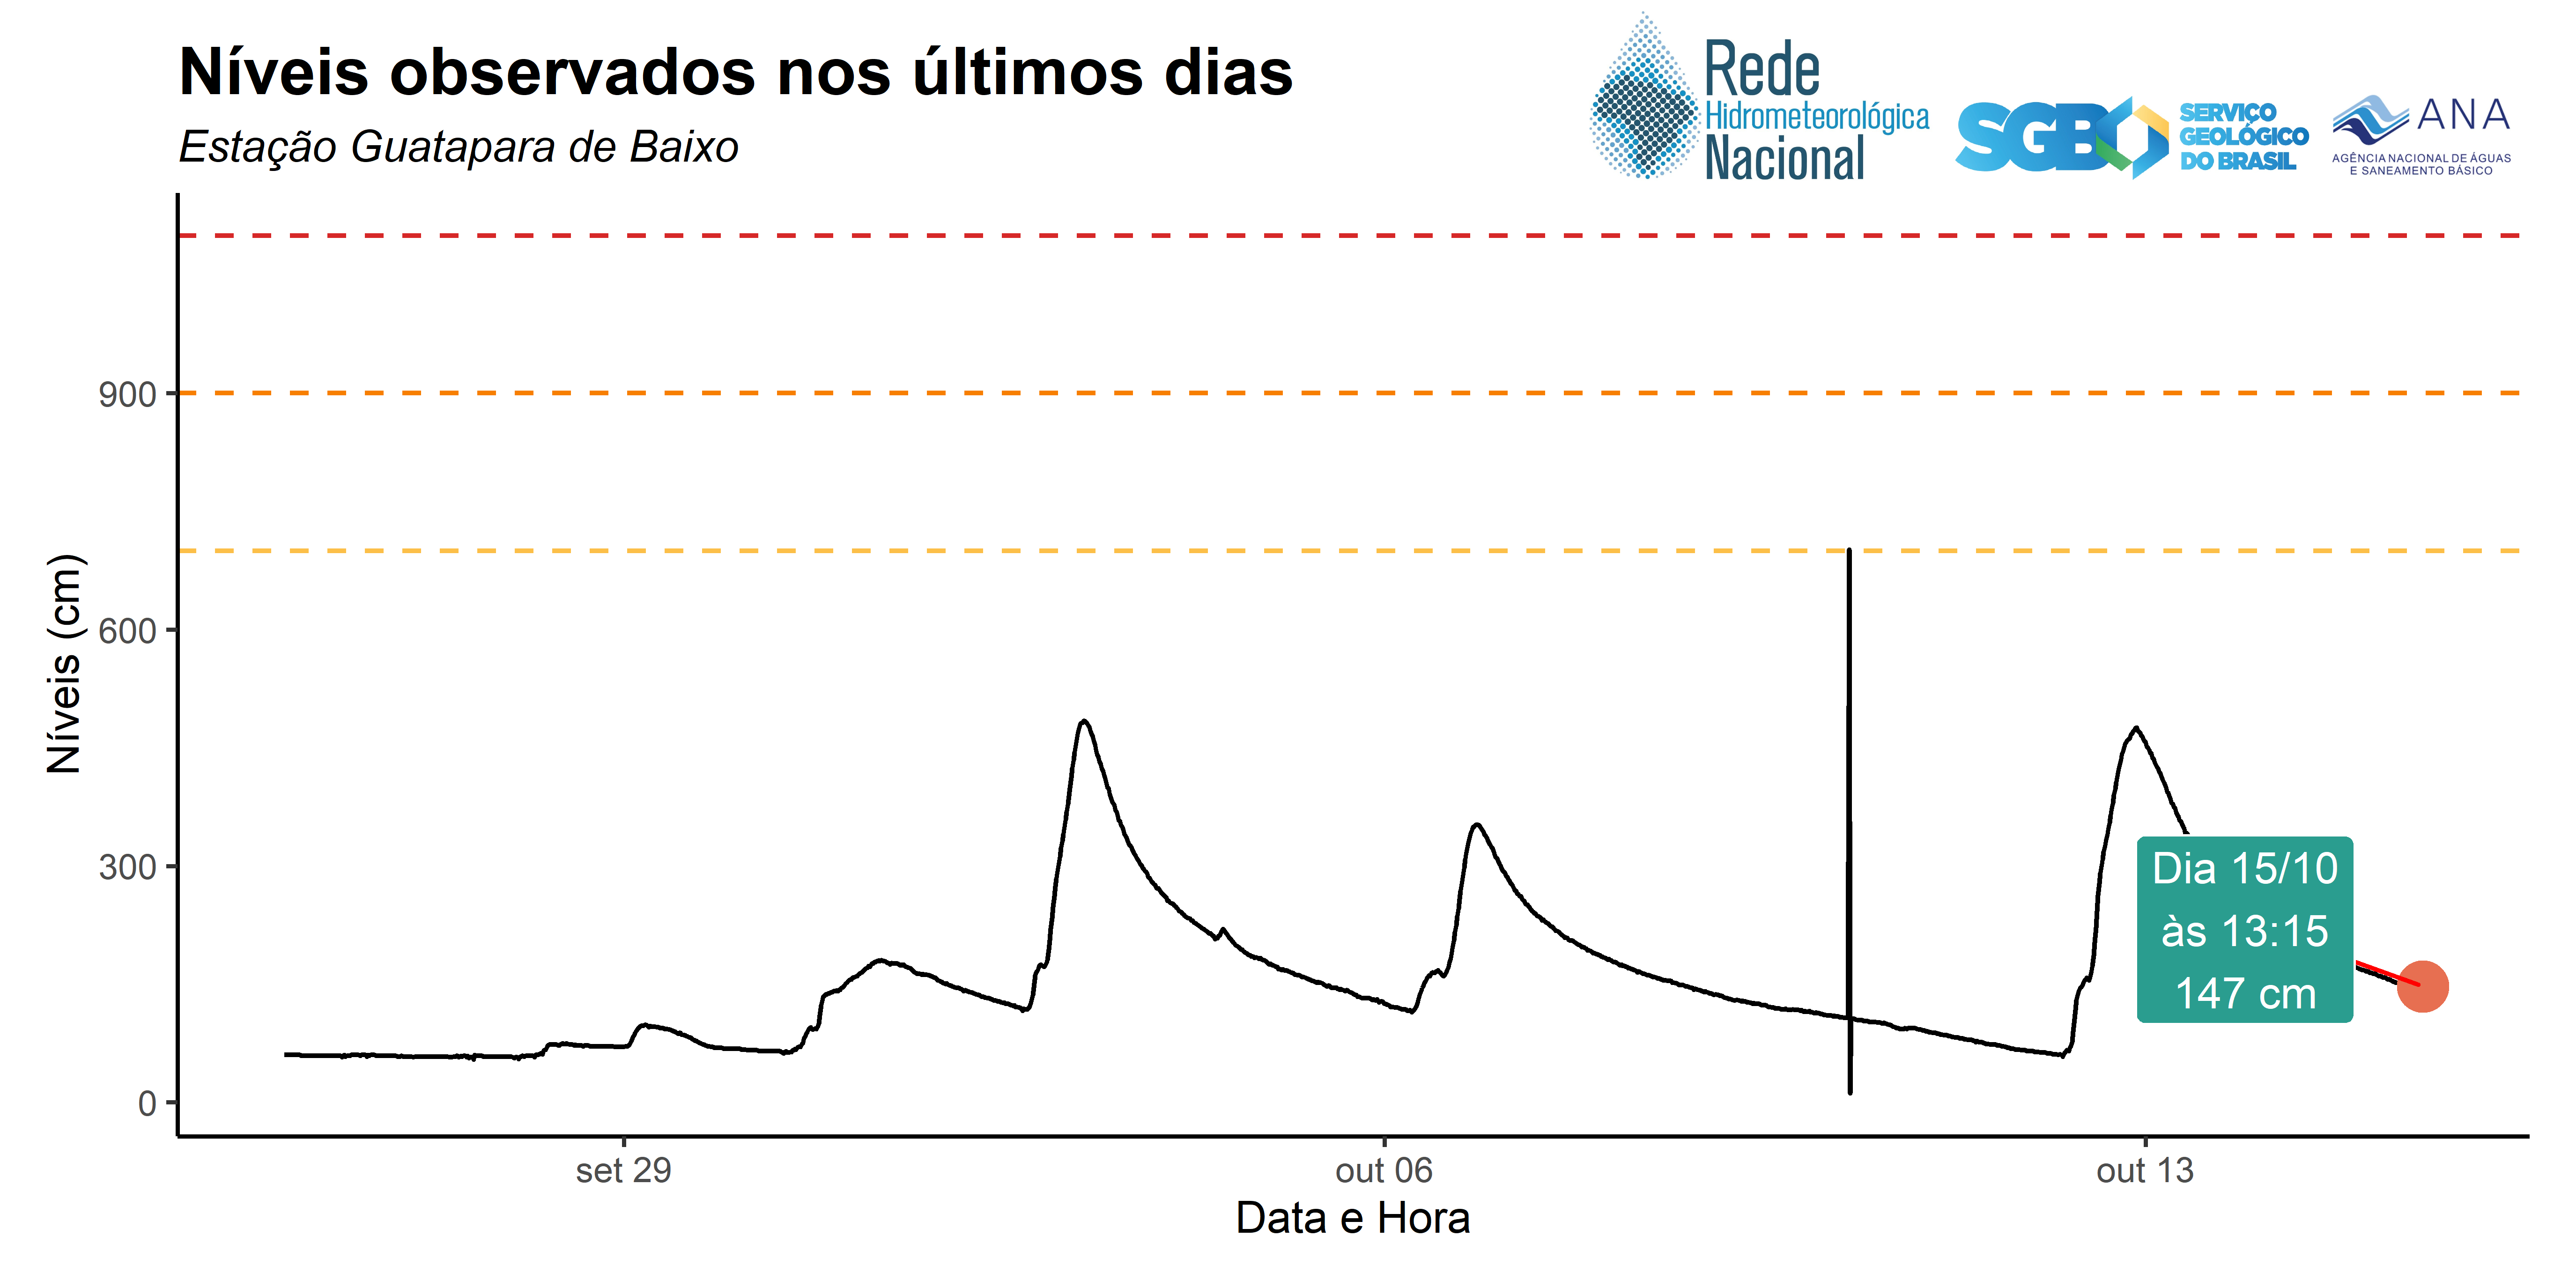 Níveis observados nos últimos dias
Estação Guatapara de Baixo
Rede
Hidrometeorológica
Nacional
SGB
SERVIÇO
GEOLÓGICO
DO BRASIL
ANA
AGÊNCIA NACIONAL DE ÁGUAS
E SANEAMENTO BÁSICO
Níveis (cm)
900
600
300
0
Dia 15/10
às 13:15
147 cm
set 29
out 06
out 13
Data e Hora